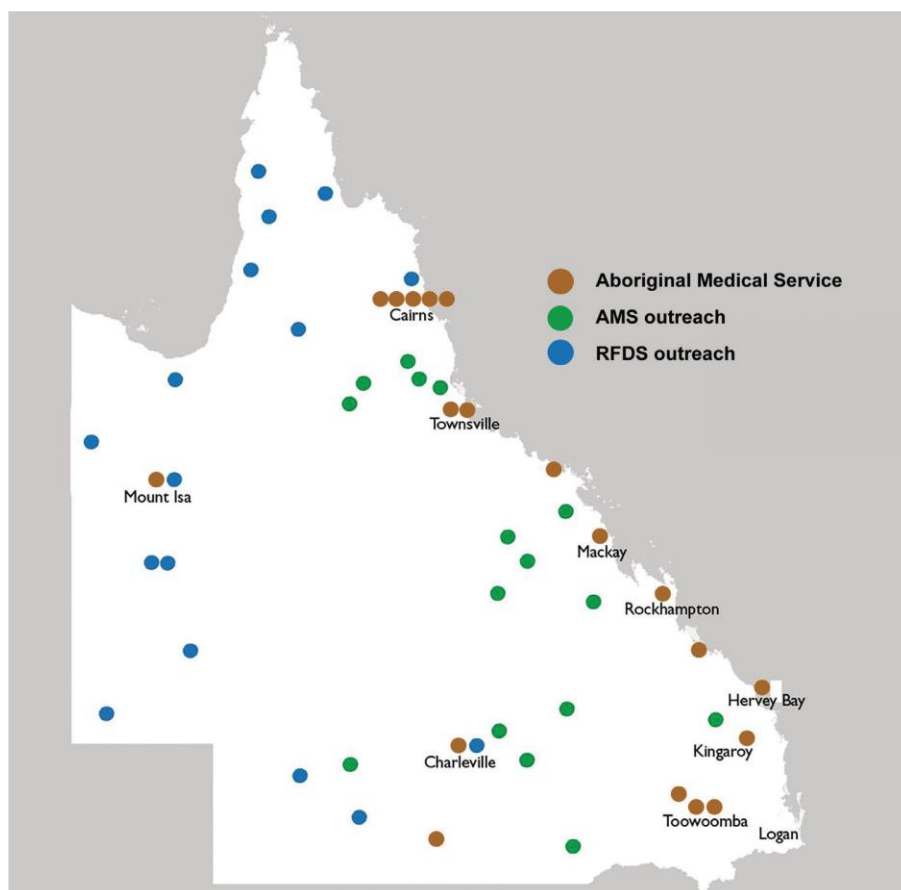 Aboriginal Medical Service
Cairns
AMS outreach
RFDS outreach
Townsville
Mount Isa
Mackay
Rockhampton
Hervey Bay
Kingaroy
Charleville
Toowoomba
Logan